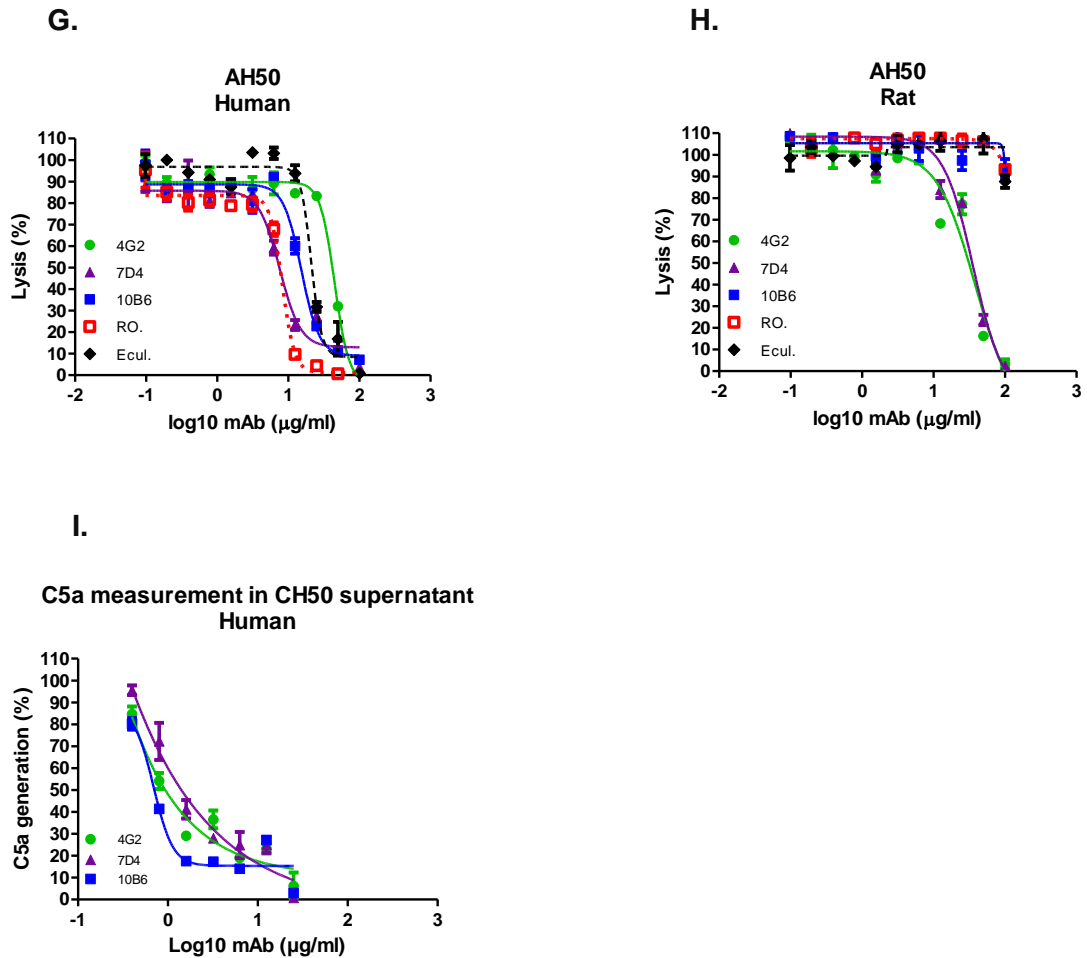 G.
AH50
Human
110
100
90
80
70
60
50
40
30
20
10
0
Lysis (%)
4G2
7D4
10B6
RO.
Ecul.
-2 -1 0 1 2 3
log10 mAb (μg/ml)
H.
AH50
Rat
110
100
90
80
70
60
50
40
30
20
10
0
Lysis (%)
4G2
7D4
10B6
RO.
Ecul.
-2 -1 0 1 2 3
log10 mAb (μg/ml)
I.
C5a measurement in CH50 supernatant
Human
110
100
90
80
70
60
50
40
30
20
10
0
C5a generation (%)
4G2
7D4
10B6
-1 0 1 2 3
Log10 mAb (μg/ml)